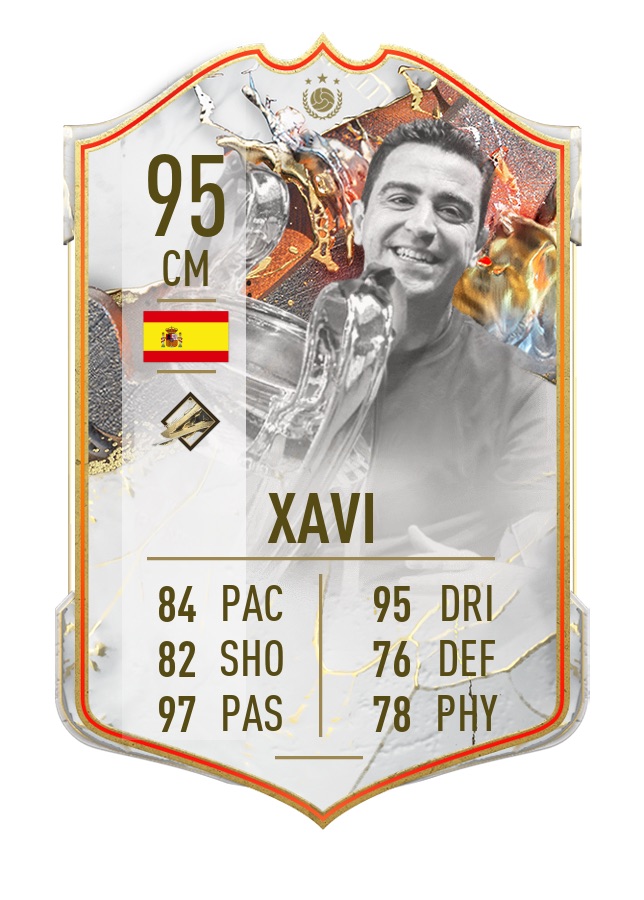 95
CM
XAVI
84 PAC 95 DRI
82 SHO 76 DEF
97 PAS 78 PHY